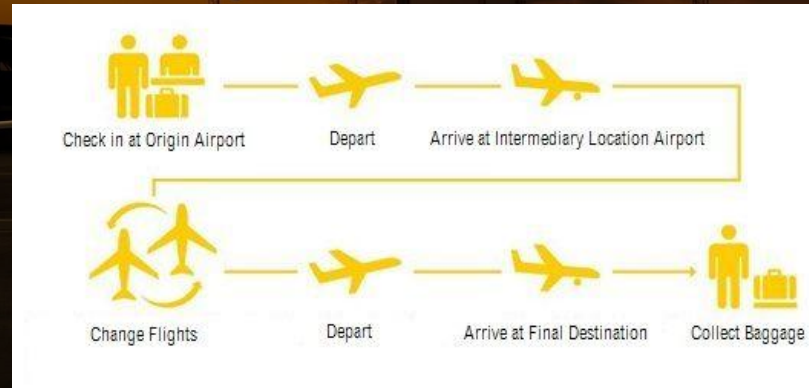 Check in at Origin Airport
Depart
Arrive at Intermediary Location Airport
Change Flights
Depart
Arrive at Final Destination
Collect Baggage